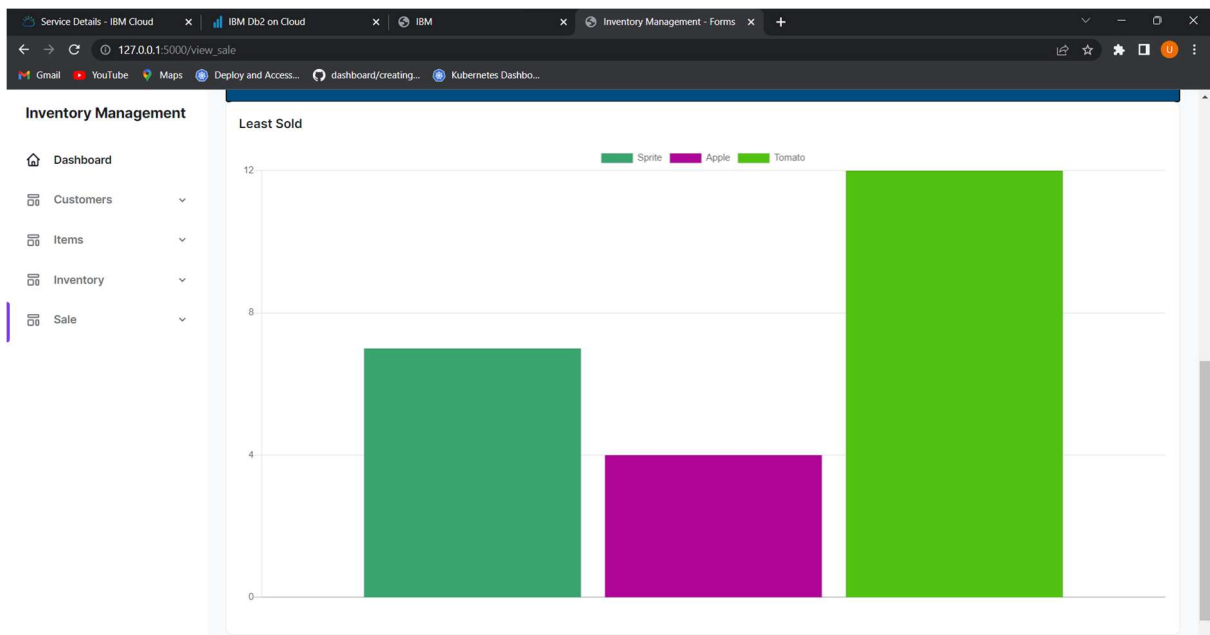 Service Details - IBM Cloud
IBM Db2 on Cloud
IBM
Inventory Management - Forms
127.0.0.1:5000/view_sale
U
Gmail
YouTube
Maps
Deploy and Access...
dashboard/creating...
Kubernetes Dashbo...
Inventory Management
Dashboard
Customers
Items
Inventory
Sale
Least Sold
Sprite
Apple
Tomato
12
8
4
0